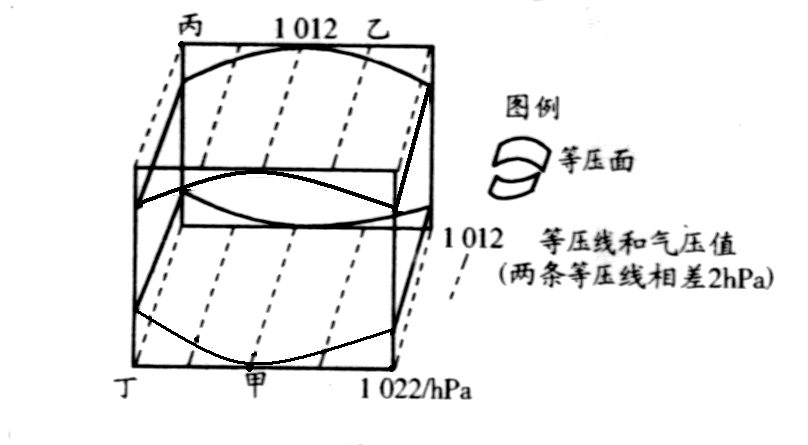 丙 1 012 乙
图例
等压面
1 012 等压线和气压值
(两条等压线相差2hPa)
丁 甲 1 022/hPa